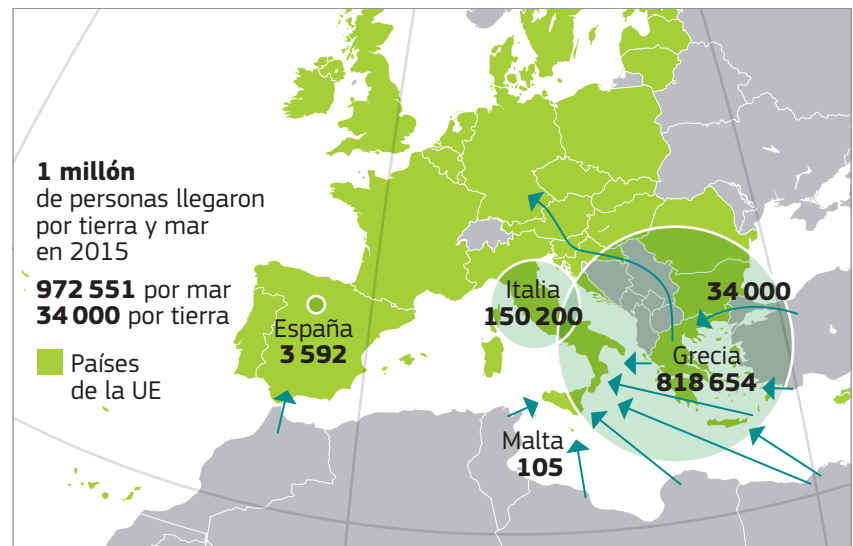 1 millón
de personas llegaron
por tierra y mar
en 2015
972 551 por mar
34 000 por tierra
Países
de la UE
España
3 592
Italia
150 200
34 000
Grecia
818 654
Malta
105